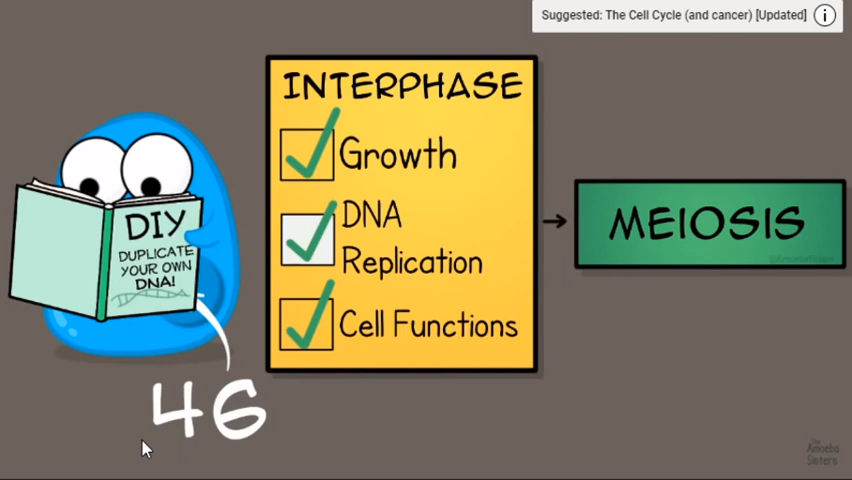 Suggested: The Cell Cycle (and cancer) [Updated]
INTERPHASE
Growth
DNA
Replication
Cell Functions
MEIOSIS
@AmoebaSisters
DIY
DUPLICATE
YOUR OWN
DNA!
46
The
Amoeba
Sisters